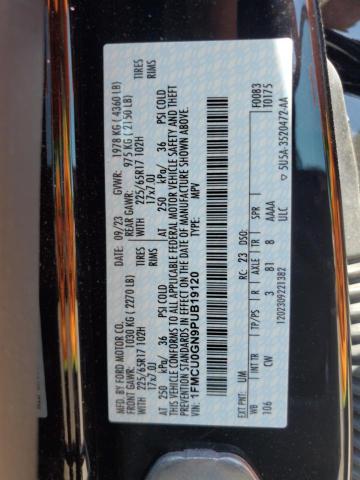 MFD. BY FORD MOTOR CO.
DATE: 09/23 GVWR: 1978 KG ( 4360 LB)
FRONT GAWR: 1030 KG ( 2270 LB) REAR GAWR: 975 KG ( 2150 LB)
WITH 225/65R17 102H TIRES WITH 225/65R17 102H TIRES
17x7.0J RIMS 17x7.0J RIMS
AT 250 kPa/ 36 PSI COLD AT 250 kPa/ 36 PSI COLD
THIS VEHICLE CONFORMS TO ALL APPLICABLE FEDERAL MOTOR VEHICLE SAFETY AND THEFT
PREVENTION STANDARDS IN EFFECT ON THE DATE OF MANUFACTURE SHOWN ABOVE.
VIN: 1FMCU0GN9PUB19120
TYPE: MPV
F0083
T0175
EXT PNT: UM RC: 23 DSO:
WB INT TR TP/PS R AXLE TR SPR
106 CW 3 81 8 AAAA
1202309221382 ULC 5U5A-3520472-AA